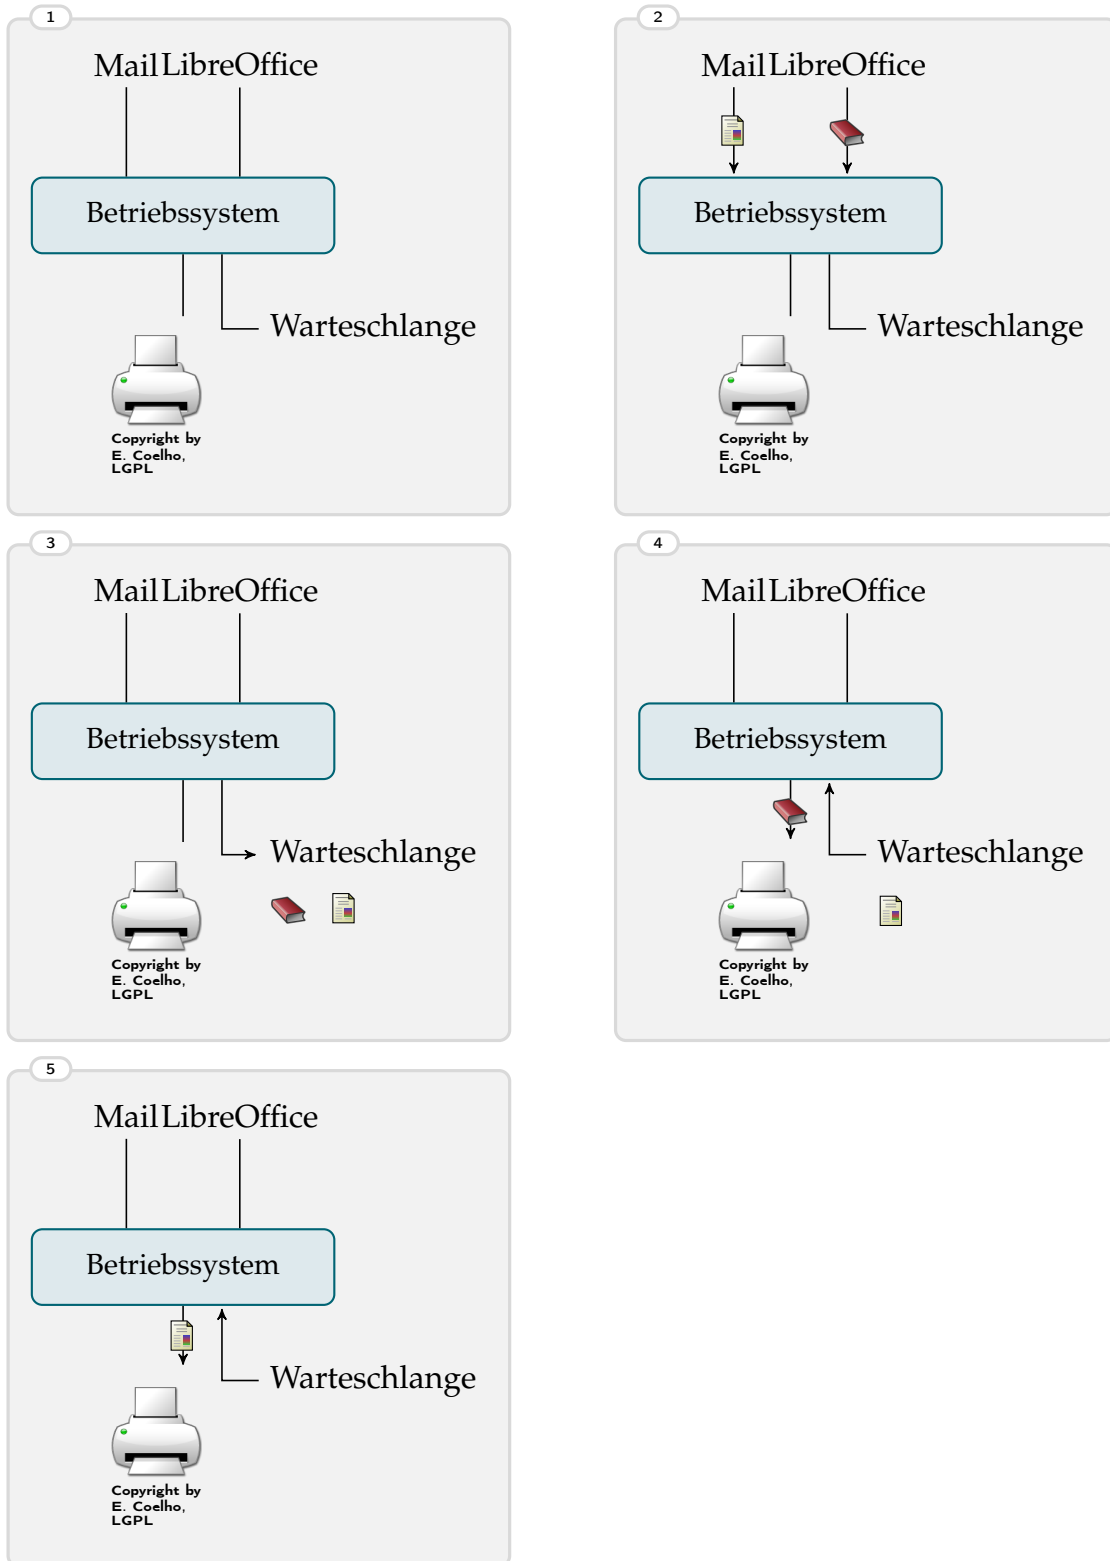 1
Mail LibreOffice
Betriebssystem
Warteschlange
Copyright by
E. Coelho,
LGPL
2
Mail LibreOffice
Betriebssystem
Warteschlange
Copyright by
E. Coelho,
LGPL
3
Mail LibreOffice
Betriebssystem
Warteschlange
Copyright by
E. Coelho,
LGPL
4
Mail LibreOffice
Betriebssystem
Warteschlange
Copyright by
E. Coelho,
LGPL
5
Mail LibreOffice
Betriebssystem
Warteschlange
Copyright by
E. Coelho,
LGPL